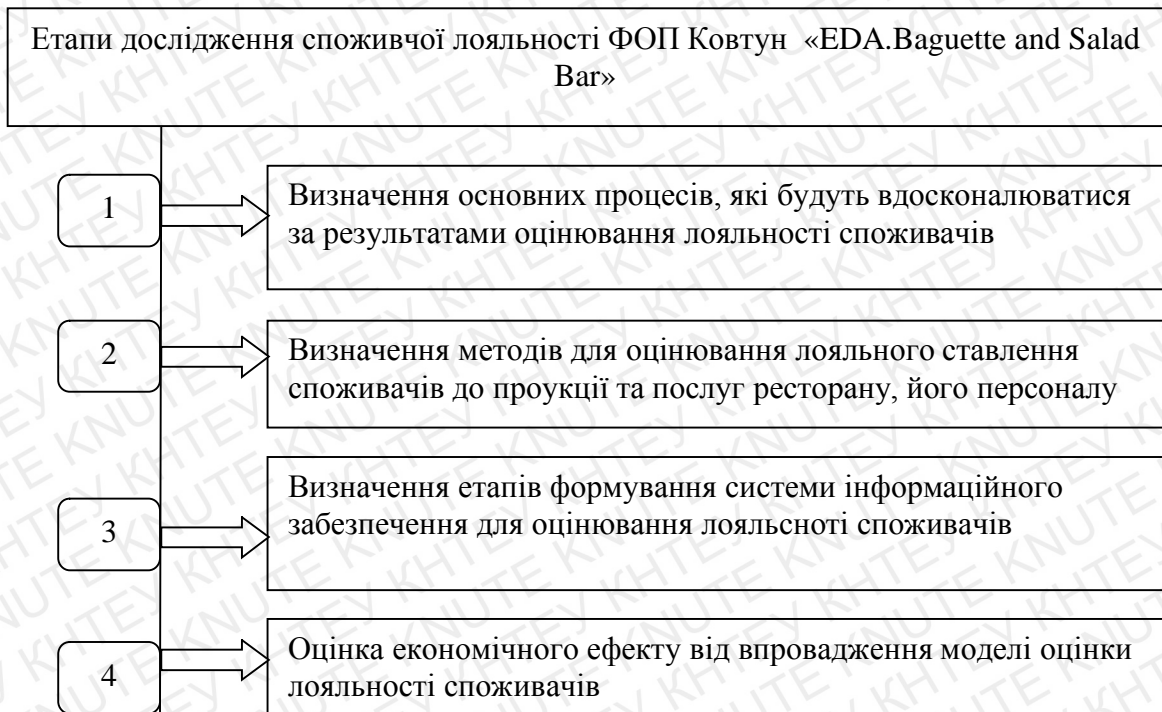 Етапи дослідження споживчої лояльності ФОП Ковтун «EDA.Baguette and Salad
Bar»
1
Визначення основних процесів, які будуть вдосконалюватися
за результатами оцінювання лояльності споживачів
2
Визначення методів для оцінювання лояльного ставлення
споживачів до проукції та послуг ресторану, його персоналу
3
Визначення етапів формування системи інформаційного
забезпечення для оцінювання лояльсноті споживачів
4
Оцінка економічного ефекту від впровадження моделі оцінки
лояльності споживачів